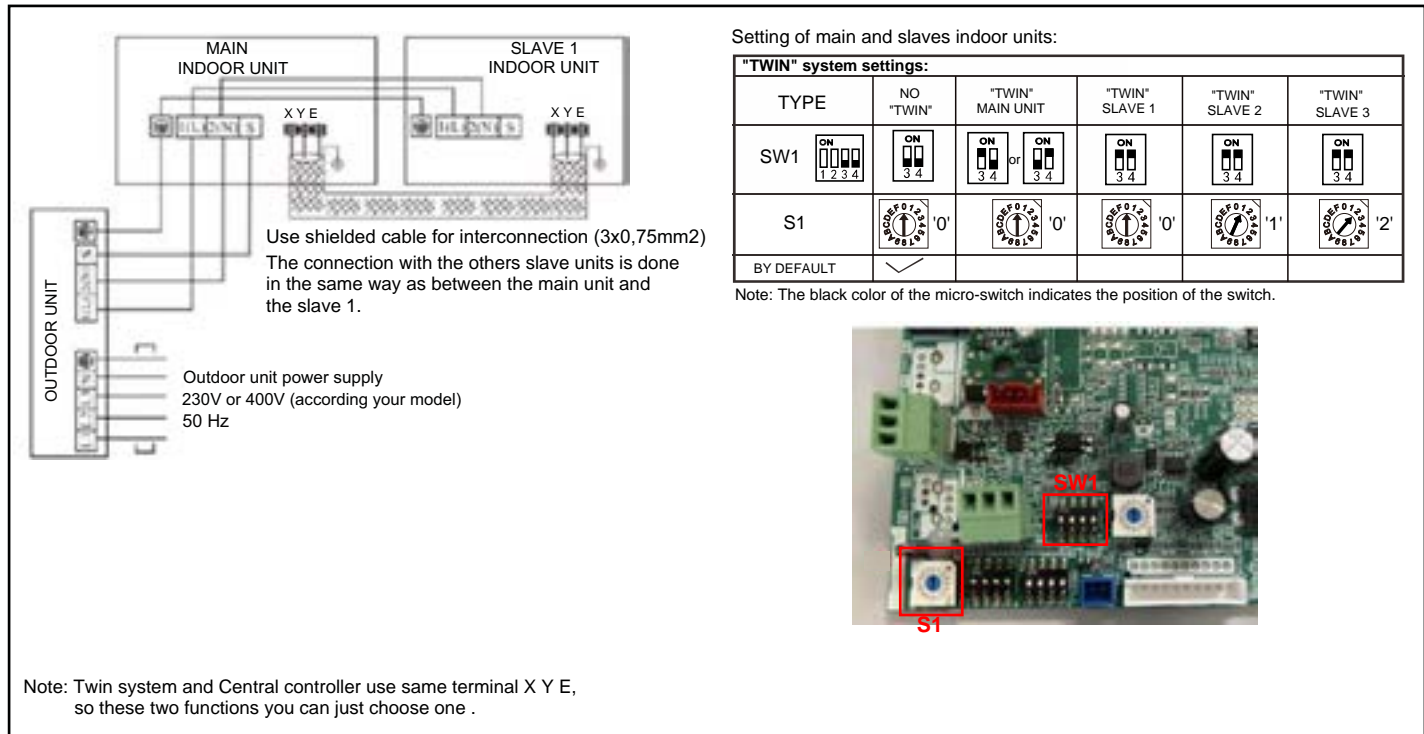 MAIN
INDOOR UNIT
SLAVE 1
INDOOR UNIT
X Y E
X Y E
1(L) 2(N) S
1(L) 2(N) S
OUTDOOR UNIT
Use shielded cable for interconnection (3x0,75mm2)
The connection with the others slave units is done
in the same way as between the main unit and
the slave 1.
Outdoor unit power supply
230V or 400V (according your model)
50 Hz
Setting of main and slaves indoor units:
"TWIN" system settings:
TYPE
NO
"TWIN"
"TWIN"
MAIN UNIT
"TWIN"
SLAVE 1
"TWIN"
SLAVE 2
"TWIN"
SLAVE 3
SW1
ON
1 2 3 4
ON
3 4
ON
3 4
or
ON
3 4
ON
3 4
ON
3 4
ON
3 4
S1
'0'
'0'
'0'
'1'
'2'
BY DEFAULT
Note: The black color of the micro-switch indicates the position of the switch.
SW1
S1
Note: Twin system and Central controller use same terminal X Y E,
so these two functions you can just choose one .